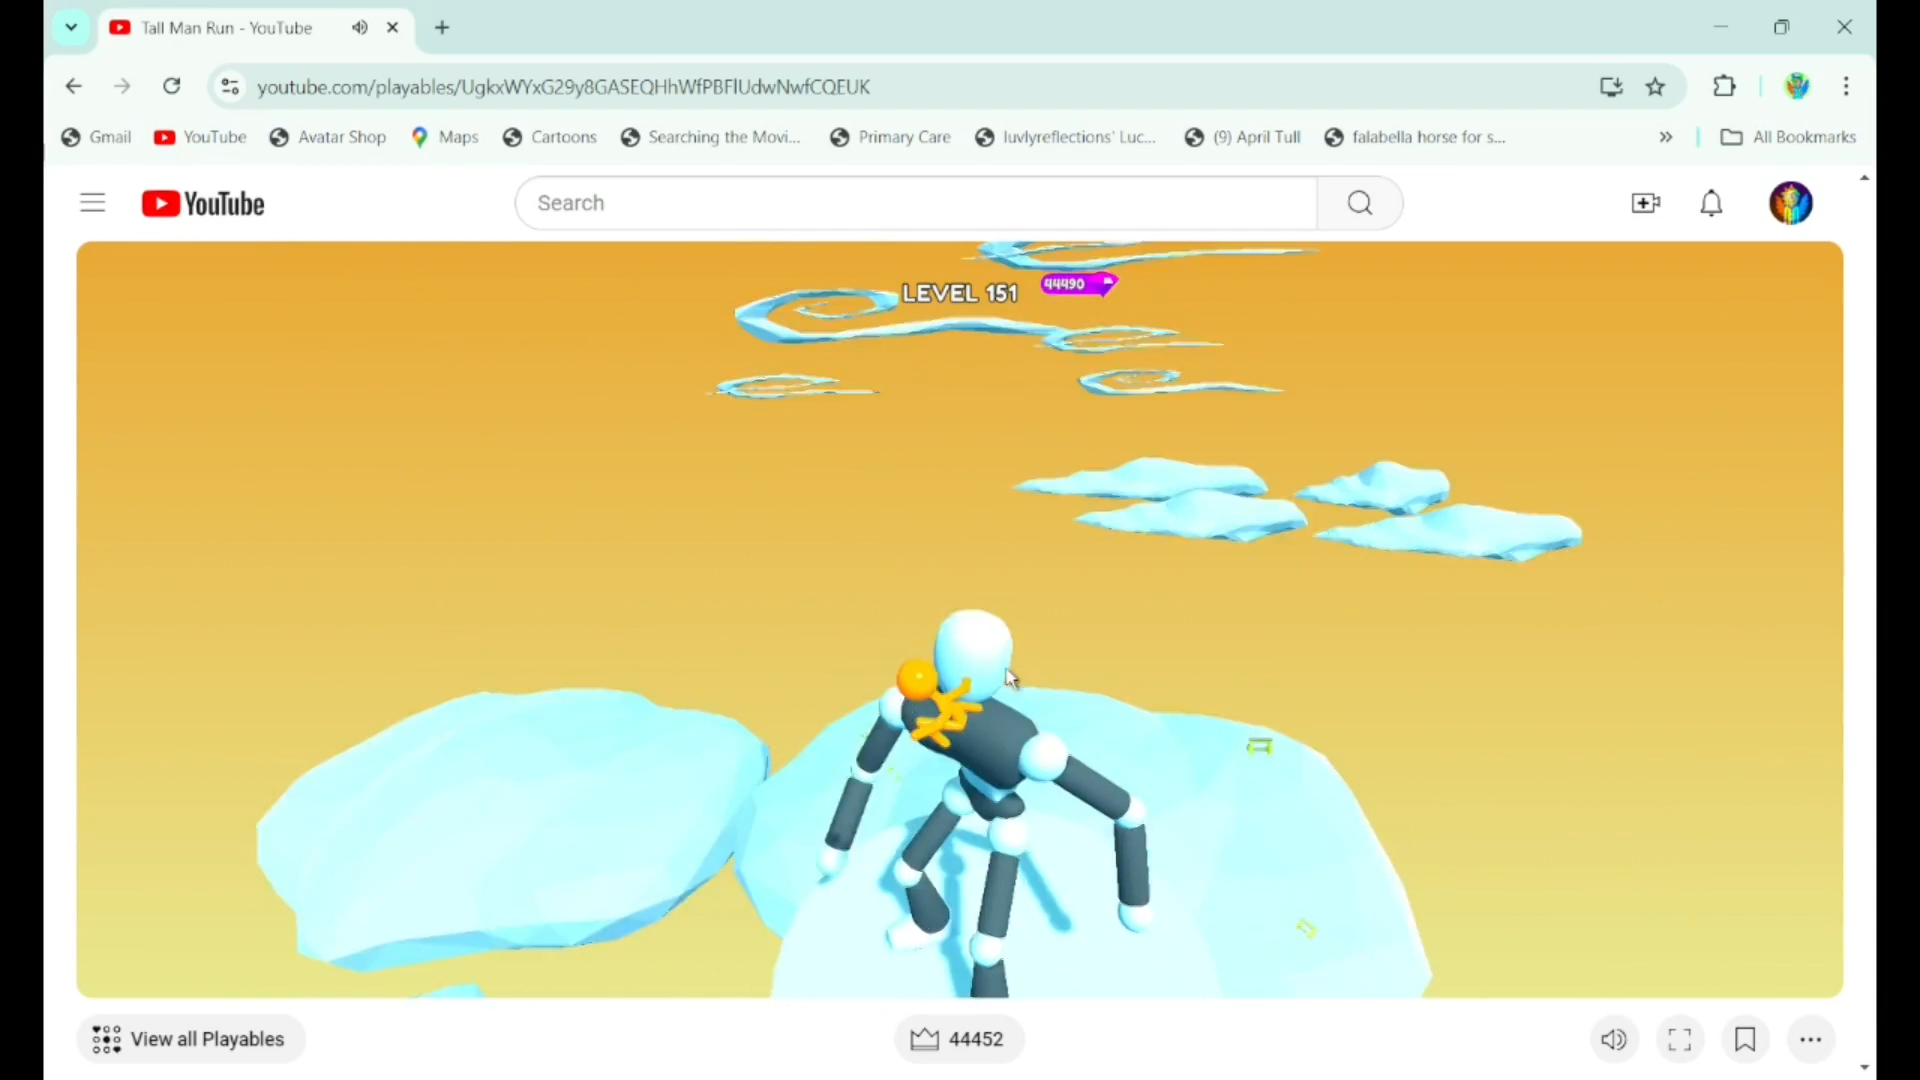 Tall Man Run - YouTube
youtube.com/playables/UgkxWYxG29y8GASEQHhWfPBFlUdwNwfCQEUK
Gmail YouTube Avatar Shop Maps Cartoons Searching the Movi... Primary Care luvlyreflections' Luc... (9) April Tull falabella horse for s... » All Bookmarks
YouTube Search
LEVEL 151 44490
View all Playables 44452